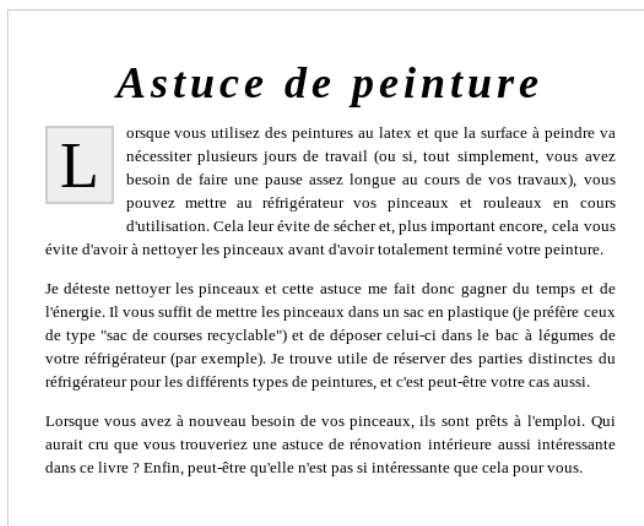 Astuce de peinture
Lorsque vous utilisez des peintures au latex et que la surface à peindre va
nécessiter plusieurs jours de travail (ou si, tout simplement, vous avez
besoin de faire une pause assez longue au cours de vos travaux), vous
pouvez mettre au réfrigérateur vos pinceaux et rouleaux en cours
d'utilisation. Cela leur évite de sécher et, plus important encore, cela vous
évite d'avoir à nettoyer les pinceaux avant d'avoir totalement terminé votre peinture.
Je déteste nettoyer les pinceaux et cette astuce me fait donc gagner du temps et de
l'énergie. Il vous suffit de mettre les pinceaux dans un sac en plastique (je préfère ceux
de type "sac de courses recyclable") et de déposer celui-ci dans le bac à légumes de
votre réfrigérateur (par exemple). Je trouve utile de réserver des parties distinctes du
réfrigérateur pour les différents types de peintures, et c'est peut-être votre cas aussi.
Lorsque vous avez à nouveau besoin de vos pinceaux, ils sont prêts à l'emploi. Qui
aurait cru que vous trouveriez une astuce de rénovation intérieure aussi intéressante
dans ce livre ? Enfin, peut-être qu'elle n'est pas si intéressante que cela pour vous.